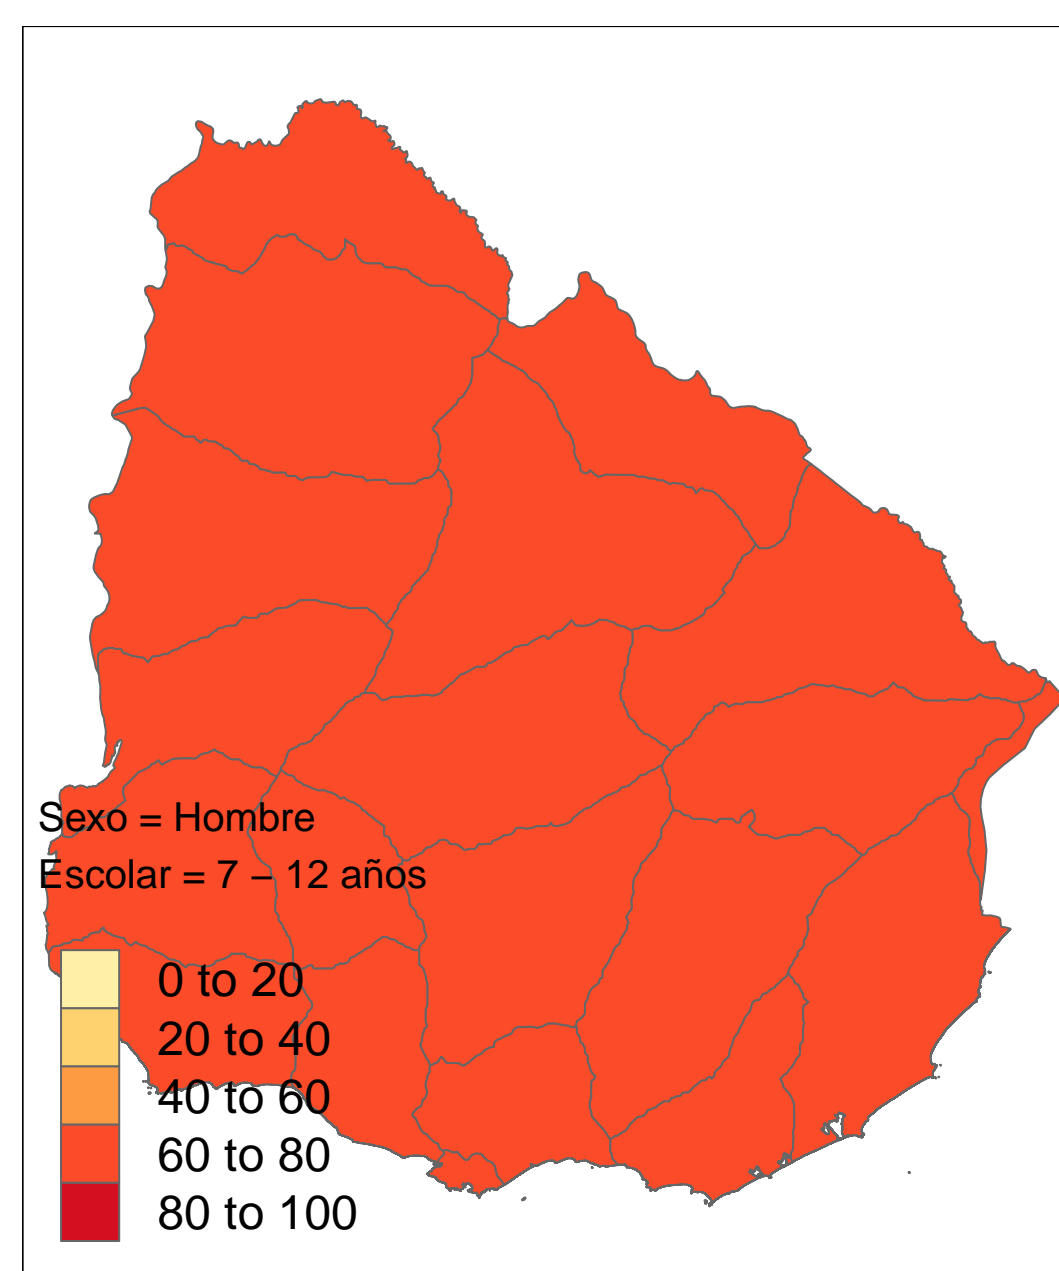 Sexo = Hombre
Escolar = 7 – 12 años
0 to 20
20 to 40
40 to 60
60 to 80
80 to 100